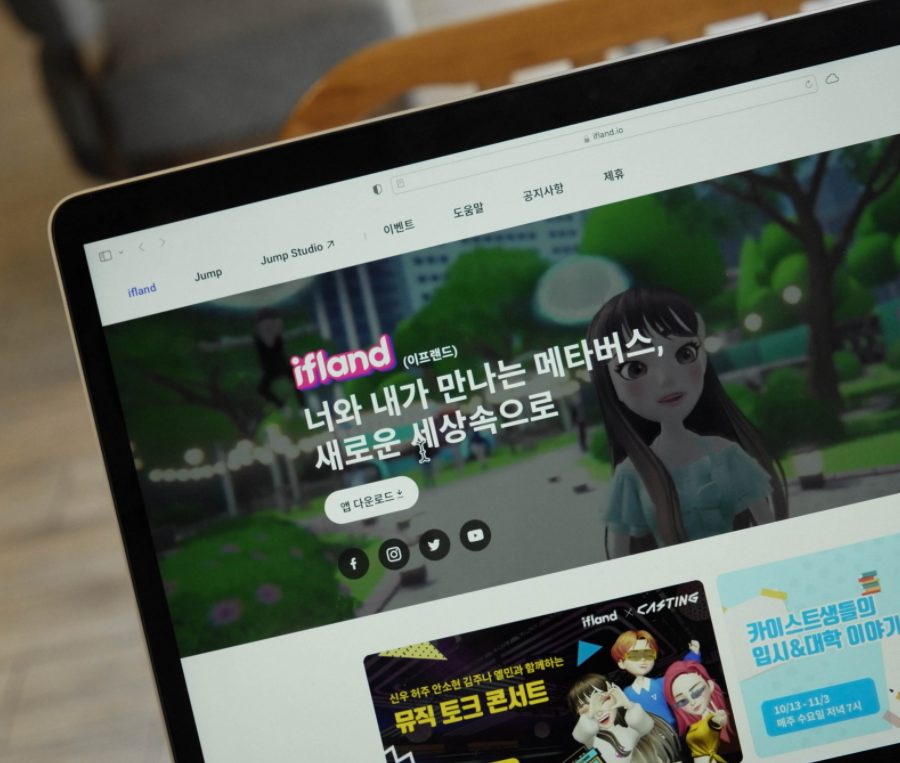 ifland.io
ifland Jump Jump Studio ↗ 이벤트 도움말 공지사항 제휴
ifland (이프랜드)
너와 내가 만나는 메타버스,
새로운 세상속으로
앱 다운로드
ifland × CASTING
신우 허주 안소현 김주나 엘민과 함께하는
뮤직 토크 콘서트
카이스트생들의
입시&대학 이야기
10/13 - 11/3
매주 수요일 저녁 7시